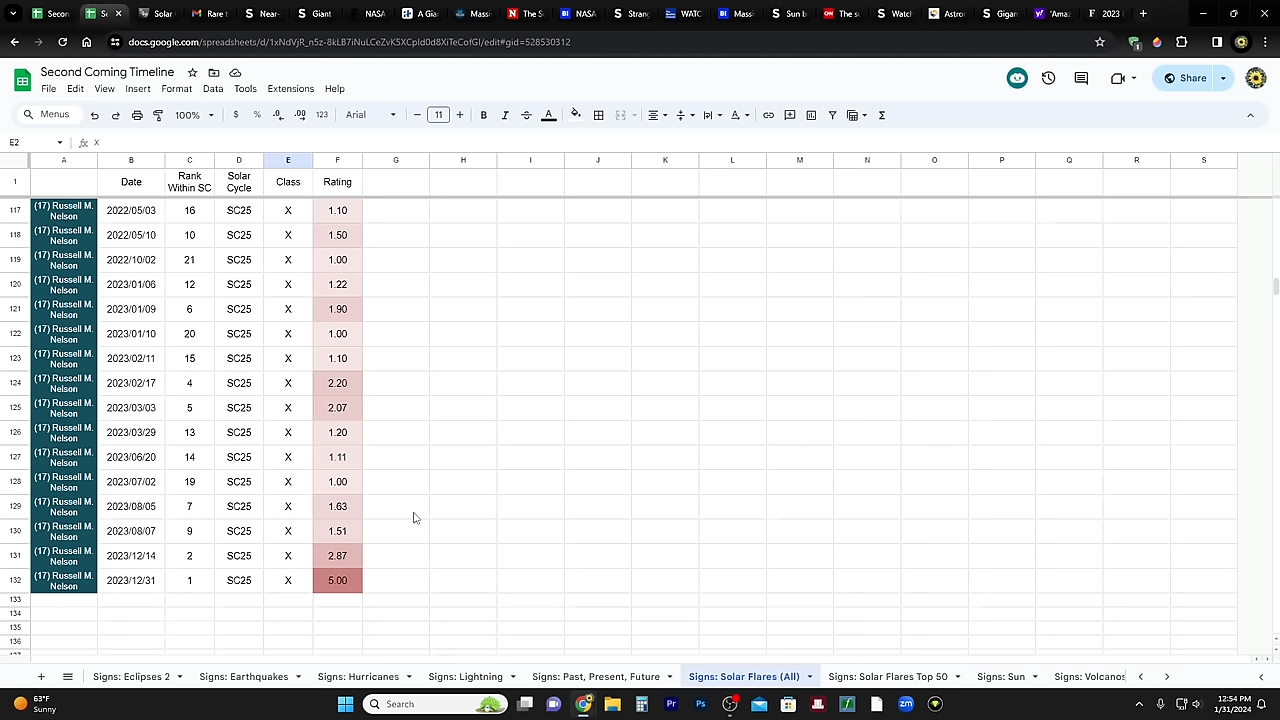 Secon
Sc
Solar
Rare t
Near-
Giant
NASA
A Gia
Massi
The S
NASA
Strang
WATC
Massi
Sun b
The s
Watch
Astro
Gigan
'Amaz
2023
docs.google.com/spreadsheets/d/1xNdVjR_n5z-8kLB7iNuLCeZvK5XCpId0d8XiTeCofGI/edit#gid=528530312
Second Coming Timeline
File Edit View Insert Format Data Tools Extensions Help
Share
Menus 100% $ % .0 .00 123 Arial 11 B I A
E2 fx X
A B C D E F G H I J K L M N O P Q R S
1 Date Rank Within SC Solar Cycle Class Rating
117 (17) Russell M. Nelson 2022/05/03 16 SC25 X 1.10
118 (17) Russell M. Nelson 2022/05/10 10 SC25 X 1.50
119 (17) Russell M. Nelson 2022/10/02 21 SC25 X 1.00
120 (17) Russell M. Nelson 2023/01/06 12 SC25 X 1.22
121 (17) Russell M. Nelson 2023/01/09 6 SC25 X 1.90
122 (17) Russell M. Nelson 2023/01/10 20 SC25 X 1.00
123 (17) Russell M. Nelson 2023/02/11 15 SC25 X 1.10
124 (17) Russell M. Nelson 2023/02/17 4 SC25 X 2.20
125 (17) Russell M. Nelson 2023/03/03 5 SC25 X 2.07
126 (17) Russell M. Nelson 2023/03/29 13 SC25 X 1.20
127 (17) Russell M. Nelson 2023/06/20 14 SC25 X 1.11
128 (17) Russell M. Nelson 2023/07/02 19 SC25 X 1.00
129 (17) Russell M. Nelson 2023/08/05 7 SC25 X 1.63
130 (17) Russell M. Nelson 2023/08/07 9 SC25 X 1.51
131 (17) Russell M. Nelson 2023/12/14 2 SC25 X 2.87
132 (17) Russell M. Nelson 2023/12/31 1 SC25 X 5.00
133
134
135
136
Signs: Eclipses 2 Signs: Earthquakes Signs: Hurricanes Signs: Lightning Signs: Past, Present, Future Signs: Solar Flares (All) Signs: Solar Flares Top 50 Signs: Sun Signs: Volcanos
63°F
Sunny
Search
12:54 PM
1/31/2024